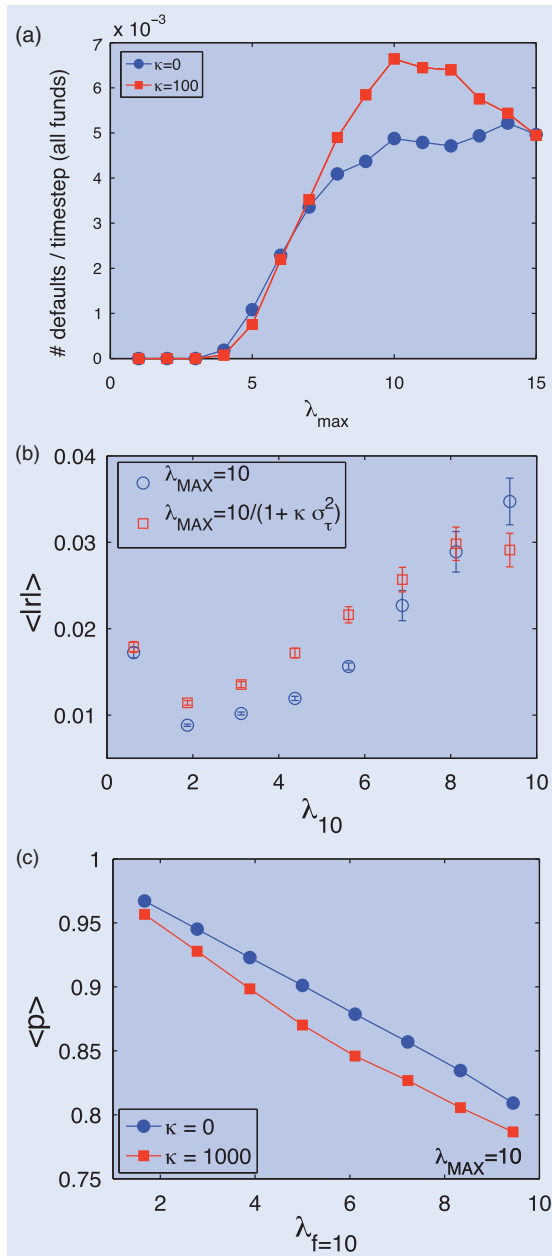 (a)
× 10⁻³
7
6
5
4
3
2
1
0
κ=0
κ=100
# defaults / timestep (all funds)
0 5 10 15
λmax
(b)
0.04
0.03
0.02
0.01
λMAX=10
λMAX=10/(1+ κ στ²)
<|r|>
0 2 4 6 8 10
λ10
(c)
1
0.95
0.9
0.85
0.8
0.75
<p>
κ = 0
κ = 1000
λMAX=10
2 4 6 8 10
λf=10